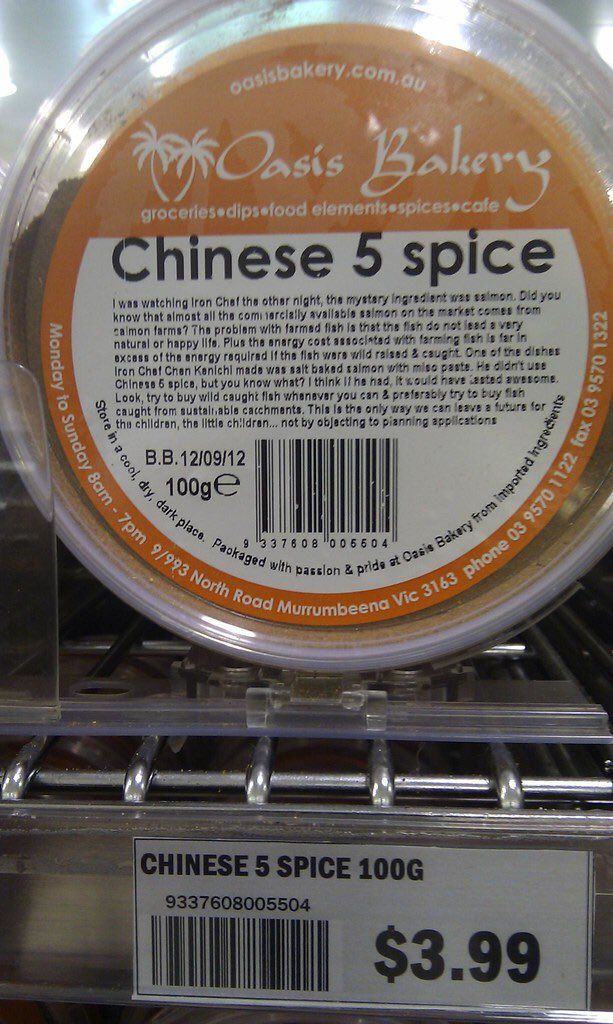 oasisbakery.com.au
Oasis Bakery
groceries•dips•food elements•spices•cafe
Chinese 5 spice
I was watching Iron Chef the other night, the mystery ingredient was salmon. Did you
know that almost all the commercially available salmon on the market comes from
salmon farms? The problem with farmed fish is that the fish do not lead a very
natural or happy life. Plus the energy cost associated with farming fish is far in
excess of the energy required if the fish were wild raised & caught. One of the dishes
Iron Chef Chen Kenichi made was salt baked salmon with miso paste. He didn't use
Chinese 5 spice, but you know what? I think if he had, it would have tasted awesome.
Look, try to buy wild caught fish whenever you can & preferably try to buy fish
caught from sustainable catchments. This is the only way we can leave a future for
the children, the little children... not by objecting to planning applications
B.B.12/09/12
100g℮
9 337608 005504
Store in a cool, dry, dark place. Packaged with passion & pride at Oasis Bakery from imported ingredients
Monday to Sunday 8am - 7pm 9/993 North Road Murrumbeena Vic 3163 phone 03 9570 1122 fax 03 9570 1322
CHINESE 5 SPICE 100G
9337608005504
$3.99